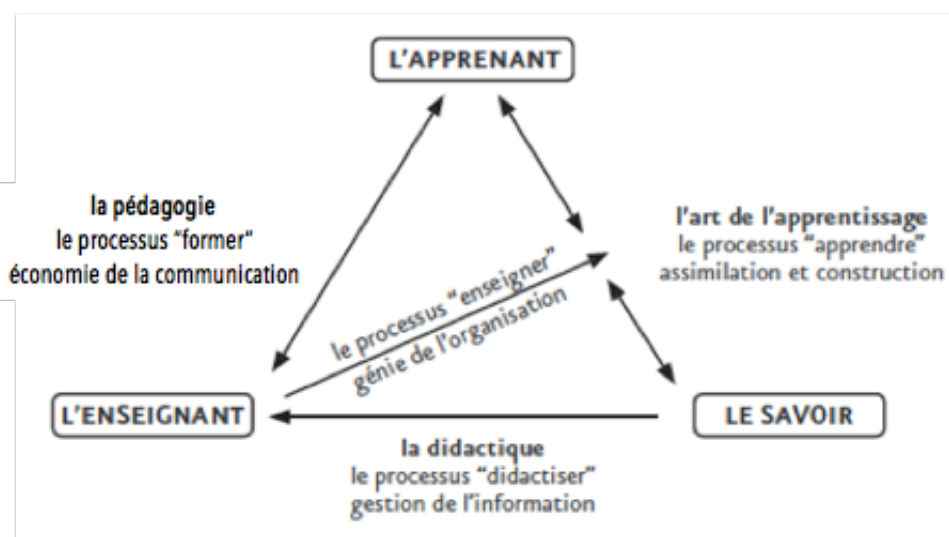 L'APPRENANT
la pédagogie
le processus "former"
économie de la communication
l'art de l'apprentissage
le processus "apprendre"
assimilation et construction
le processus "enseigner"
génie de l'organisation
L'ENSEIGNANT
LE SAVOIR
la didactique
le processus "didactiser"
gestion de l'information